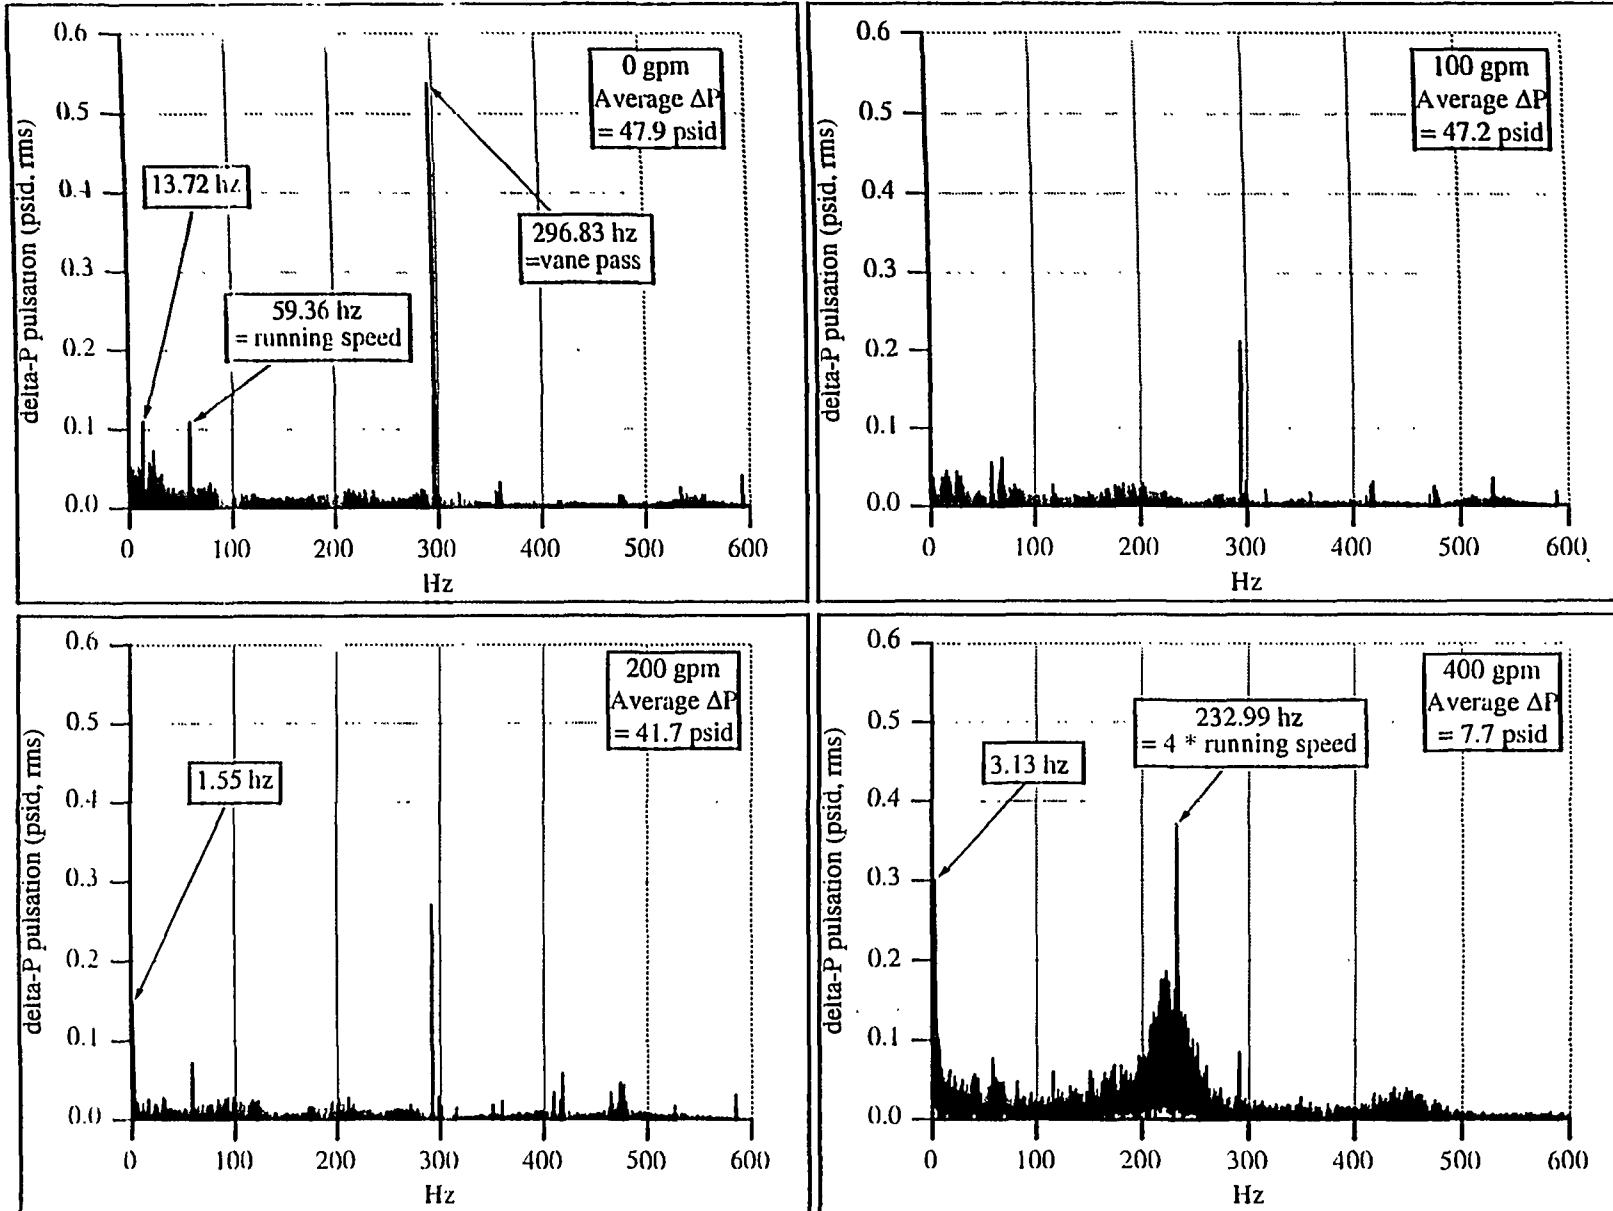 delta-P pulsation (psid, rms)
0.6
0.5
0.4
0.3
0.2
0.1
0.0
0 gpm
Average ΔP
= 47.9 psid
13.72 hz
296.83 hz
=vane pass
59.36 hz
= running speed
0 100 200 300 400 500 600
Hz
delta-P pulsation (psid, rms)
0.6
0.5
0.4
0.3
0.2
0.1
0.0
100 gpm
Average ΔP
= 47.2 psid
0 100 200 300 400 500 600
Hz
delta-P pulsation (psid, rms)
0.6
0.5
0.4
0.3
0.2
0.1
0.0
200 gpm
Average ΔP
= 41.7 psid
1.55 hz
0 100 200 300 400 500 600
Hz
delta-P pulsation (psid, rms)
0.6
0.5
0.4
0.3
0.2
0.1
0.0
400 gpm
Average ΔP
= 7.7 psid
232.99 hz
= 4 * running speed
3.13 hz
0 100 200 300 400 500 600
Hz